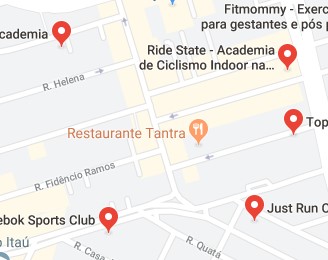 Fitmommy - Exerc
para gestantes e pós p
cademia
Ride State - Academia
de Ciclismo Indoor na...
R. Helena
Restaurante Tantra
Top
R. Fidêncio Ramos
ebok Sports Club
Just Run C
o Itaú
R. Casa
R. Quatá